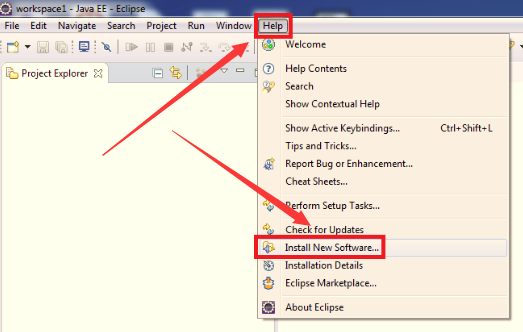 workspace1 - Java EE - Eclipse
File Edit Navigate Search Project Run Window Help
Project Explorer
Welcome
Help Contents
Search
Show Contextual Help
Show Active Keybindings... Ctrl+Shift+L
Tips and Tricks...
Report Bug or Enhancement...
Cheat Sheets...
Perform Setup Tasks...
Check for Updates
Install New Software...
Installation Details
Eclipse Marketplace...
About Eclipse